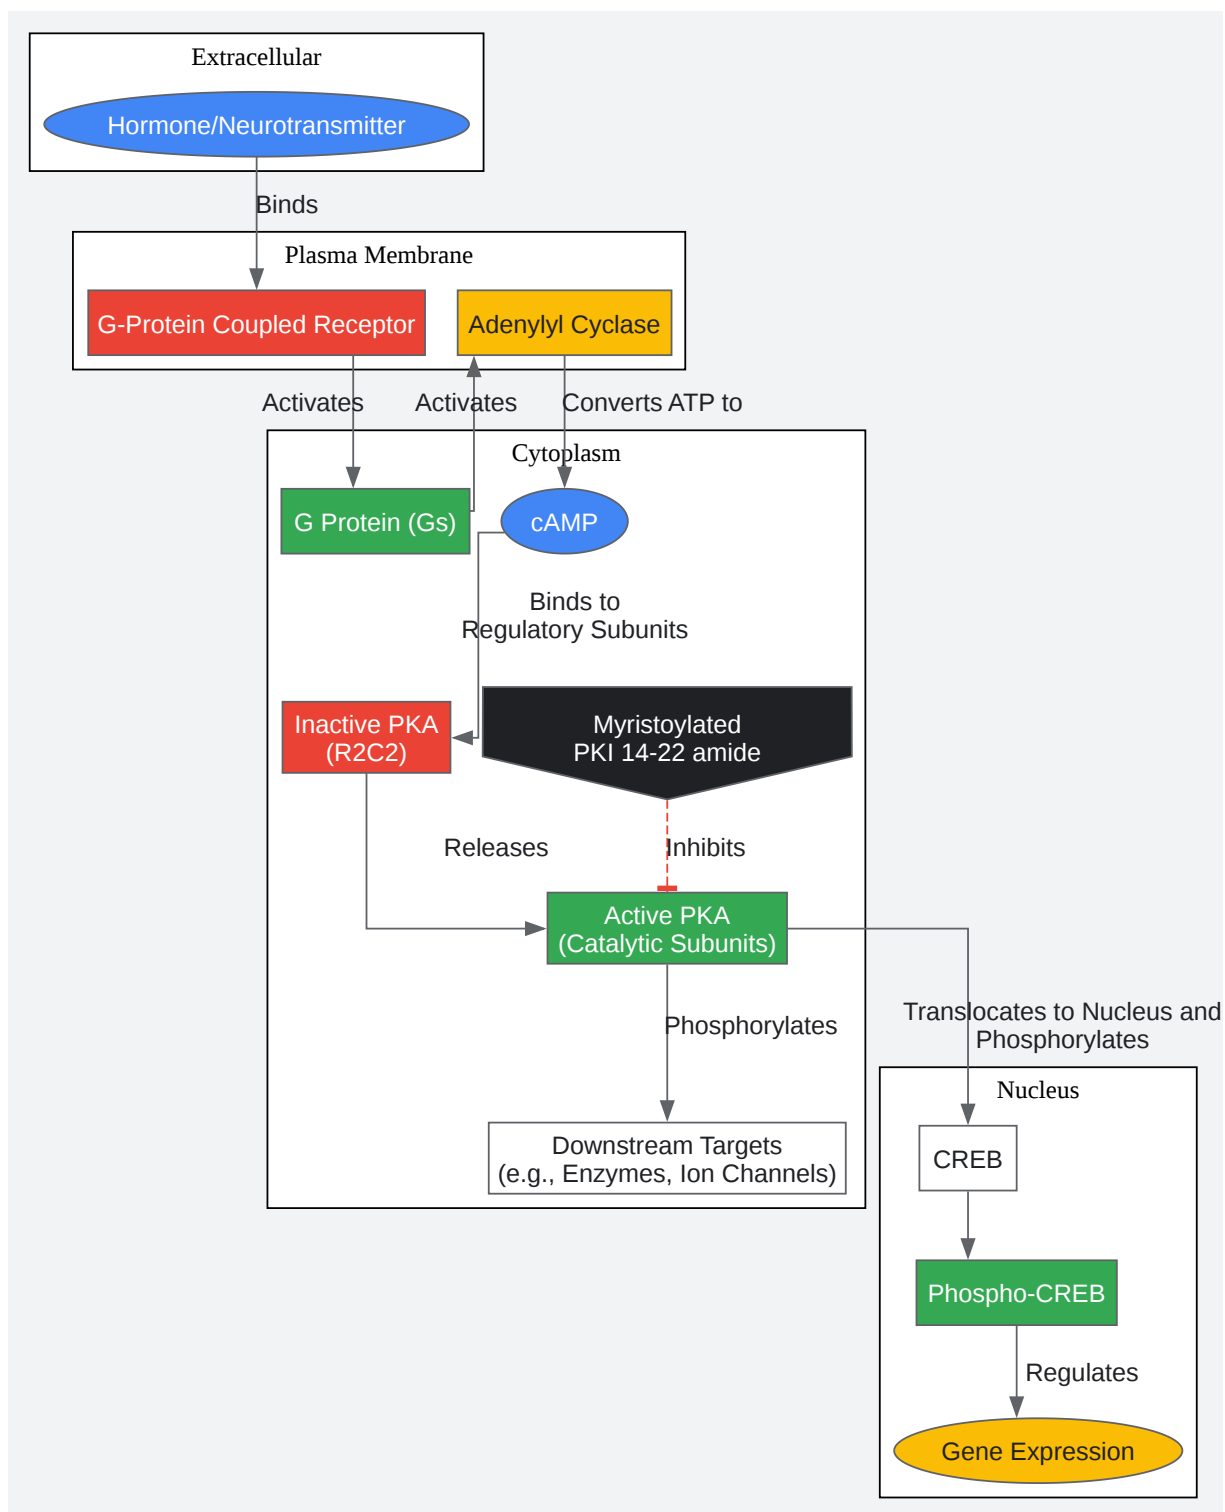 Extracellular
Hormone/Neurotransmitter
Binds
Plasma Membrane
G-Protein Coupled Receptor
Adenylyl Cyclase
Activates
Activates
Converts ATP to
Cytoplasm
G Protein (Gs)
cAMP
Binds to
Regulatory Subunits
Inactive PKA
(R2C2)
Myristoylated
PKI 14-22 amide
Releases
Inhibits
Active PKA
(Catalytic Subunits)
Phosphorylates
Translocates to Nucleus and
Phosphorylates
Nucleus
Downstream Targets
(e.g., Enzymes, Ion Channels)
CREB
Phospho-CREB
Regulates
Gene Expression